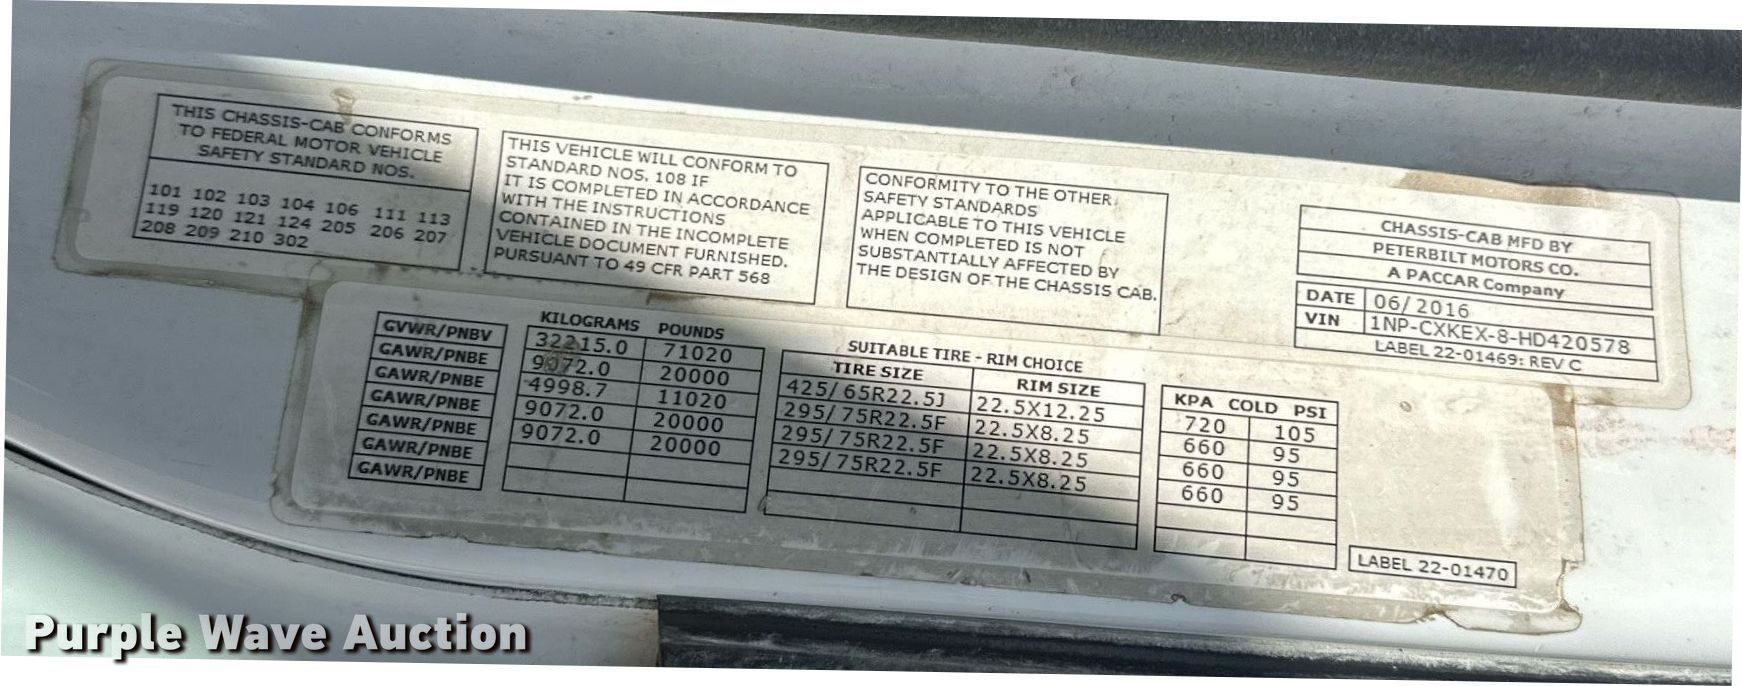 THIS CHASSIS-CAB CONFORMS
TO FEDERAL MOTOR VEHICLE
SAFETY STANDARD NOS.
101 102 103 104 106 111 113
119 120 121 124 205 206 207
208 209 210 302
THIS VEHICLE WILL CONFORM TO
STANDARD NOS. 108 IF
IT IS COMPLETED IN ACCORDANCE
WITH THE INSTRUCTIONS
CONTAINED IN THE INCOMPLETE
VEHICLE DOCUMENT FURNISHED.
PURSUANT TO 49 CFR PART 568
CONFORMITY TO THE OTHER
SAFETY STANDARDS
APPLICABLE TO THIS VEHICLE
WHEN COMPLETED IS NOT
SUBSTANTIALLY AFFECTED BY
THE DESIGN OF THE CHASSIS CAB.
CHASSIS-CAB MFD BY
PETERBILT MOTORS CO.
A PACCAR Company
DATE 06/2016
VIN 1NP-CXKEX-8-HD420578
LABEL 22-01469: REV C
KILOGRAMS POUNDS
GVWR/PNBV 32215.0 71020
GAWR/PNBE 9072.0 20000
GAWR/PNBE 4998.7 11020
GAWR/PNBE 9072.0 20000
GAWR/PNBE 9072.0 20000
GAWR/PNBE
GAWR/PNBE
SUITABLE TIRE - RIM CHOICE
TIRE SIZE RIM SIZE
425/65R22.5J 22.5X12.25
295/75R22.5F 22.5X8.25
295/75R22.5F 22.5X8.25
295/75R22.5F 22.5X8.25
KPA COLD PSI
720 105
660 95
660 95
660 95
LABEL 22-01470
Purple Wave Auction